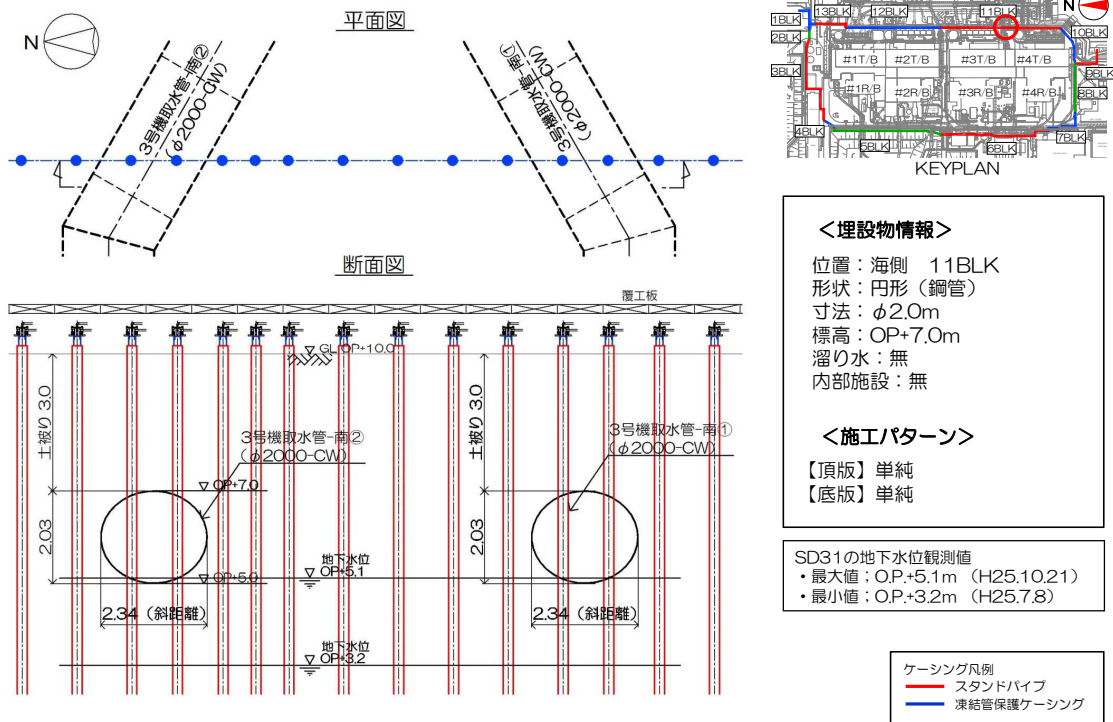 平面図
N
3号機取水管-南②
(φ2000-CW)
3号機取水管-南①
(φ2000-CW)
断面図
覆工板
GL OP+10.0
土被り 3.0
土被り 3.0
3号機取水管-南②
(φ2000-CW)
3号機取水管-南①
(φ2000-CW)
OP+7.0
2.03
2.03
地下水位
OP+5.1
OP+5.0
2.34（斜距離）
2.34（斜距離）
地下水位
OP+3.2
N
1BLK
13BLK
12BLK
11BLK
10BLK
2BLK
3BLK
#1T/B
#2T/B
#3T/B
#4T/B
9BLK
#1R/B
#2R/B
#3R/B
#4R/B
8BLK
4BLK
5BLK
6BLK
7BLK
KEYPLAN
＜埋設物情報＞
位置：海側　11BLK
形状：円形（鋼管）
寸法：φ2.0m
標高：OP+7.0m
溜り水：無
内部施設：無
＜施工パターン＞
【頂版】単純
【底版】単純
SD31の地下水位観測値
・最大値；O.P.+5.1m （H25.10.21）
・最小値；O.P.+3.2m （H25.7.8）
ケーシング凡例
スタンドパイプ
凍結管保護ケーシング